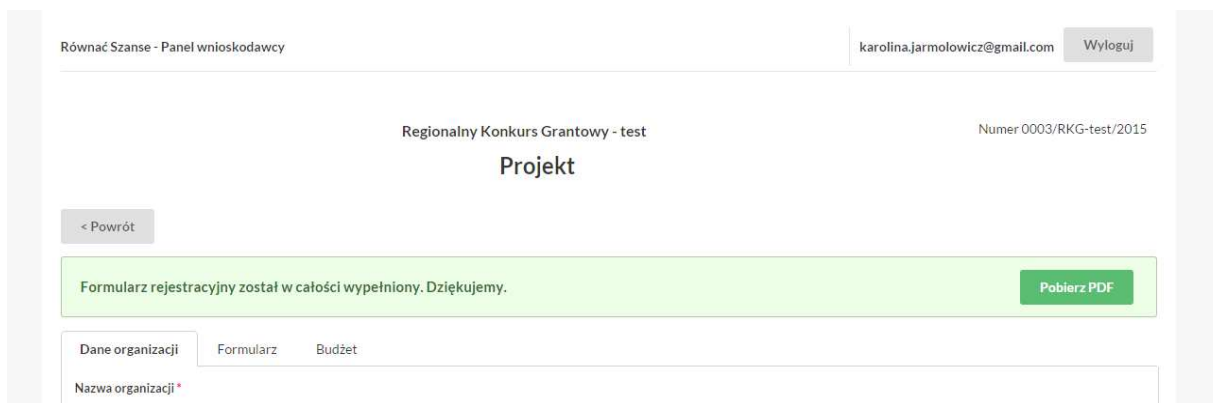 Równać Szanse - Panel wnioskodawcy
karolina.jarmolowicz@gmail.com
Wyloguj
Regionalny Konkurs Grantowy - test
Numer 0003/RKG-test/2015
Projekt
< Powrót
Formularz rejestracyjny został w całości wypełniony. Dziękujemy.
Pobierz PDF
Dane organizacji
Formularz
Budżet
Nazwa organizacji *